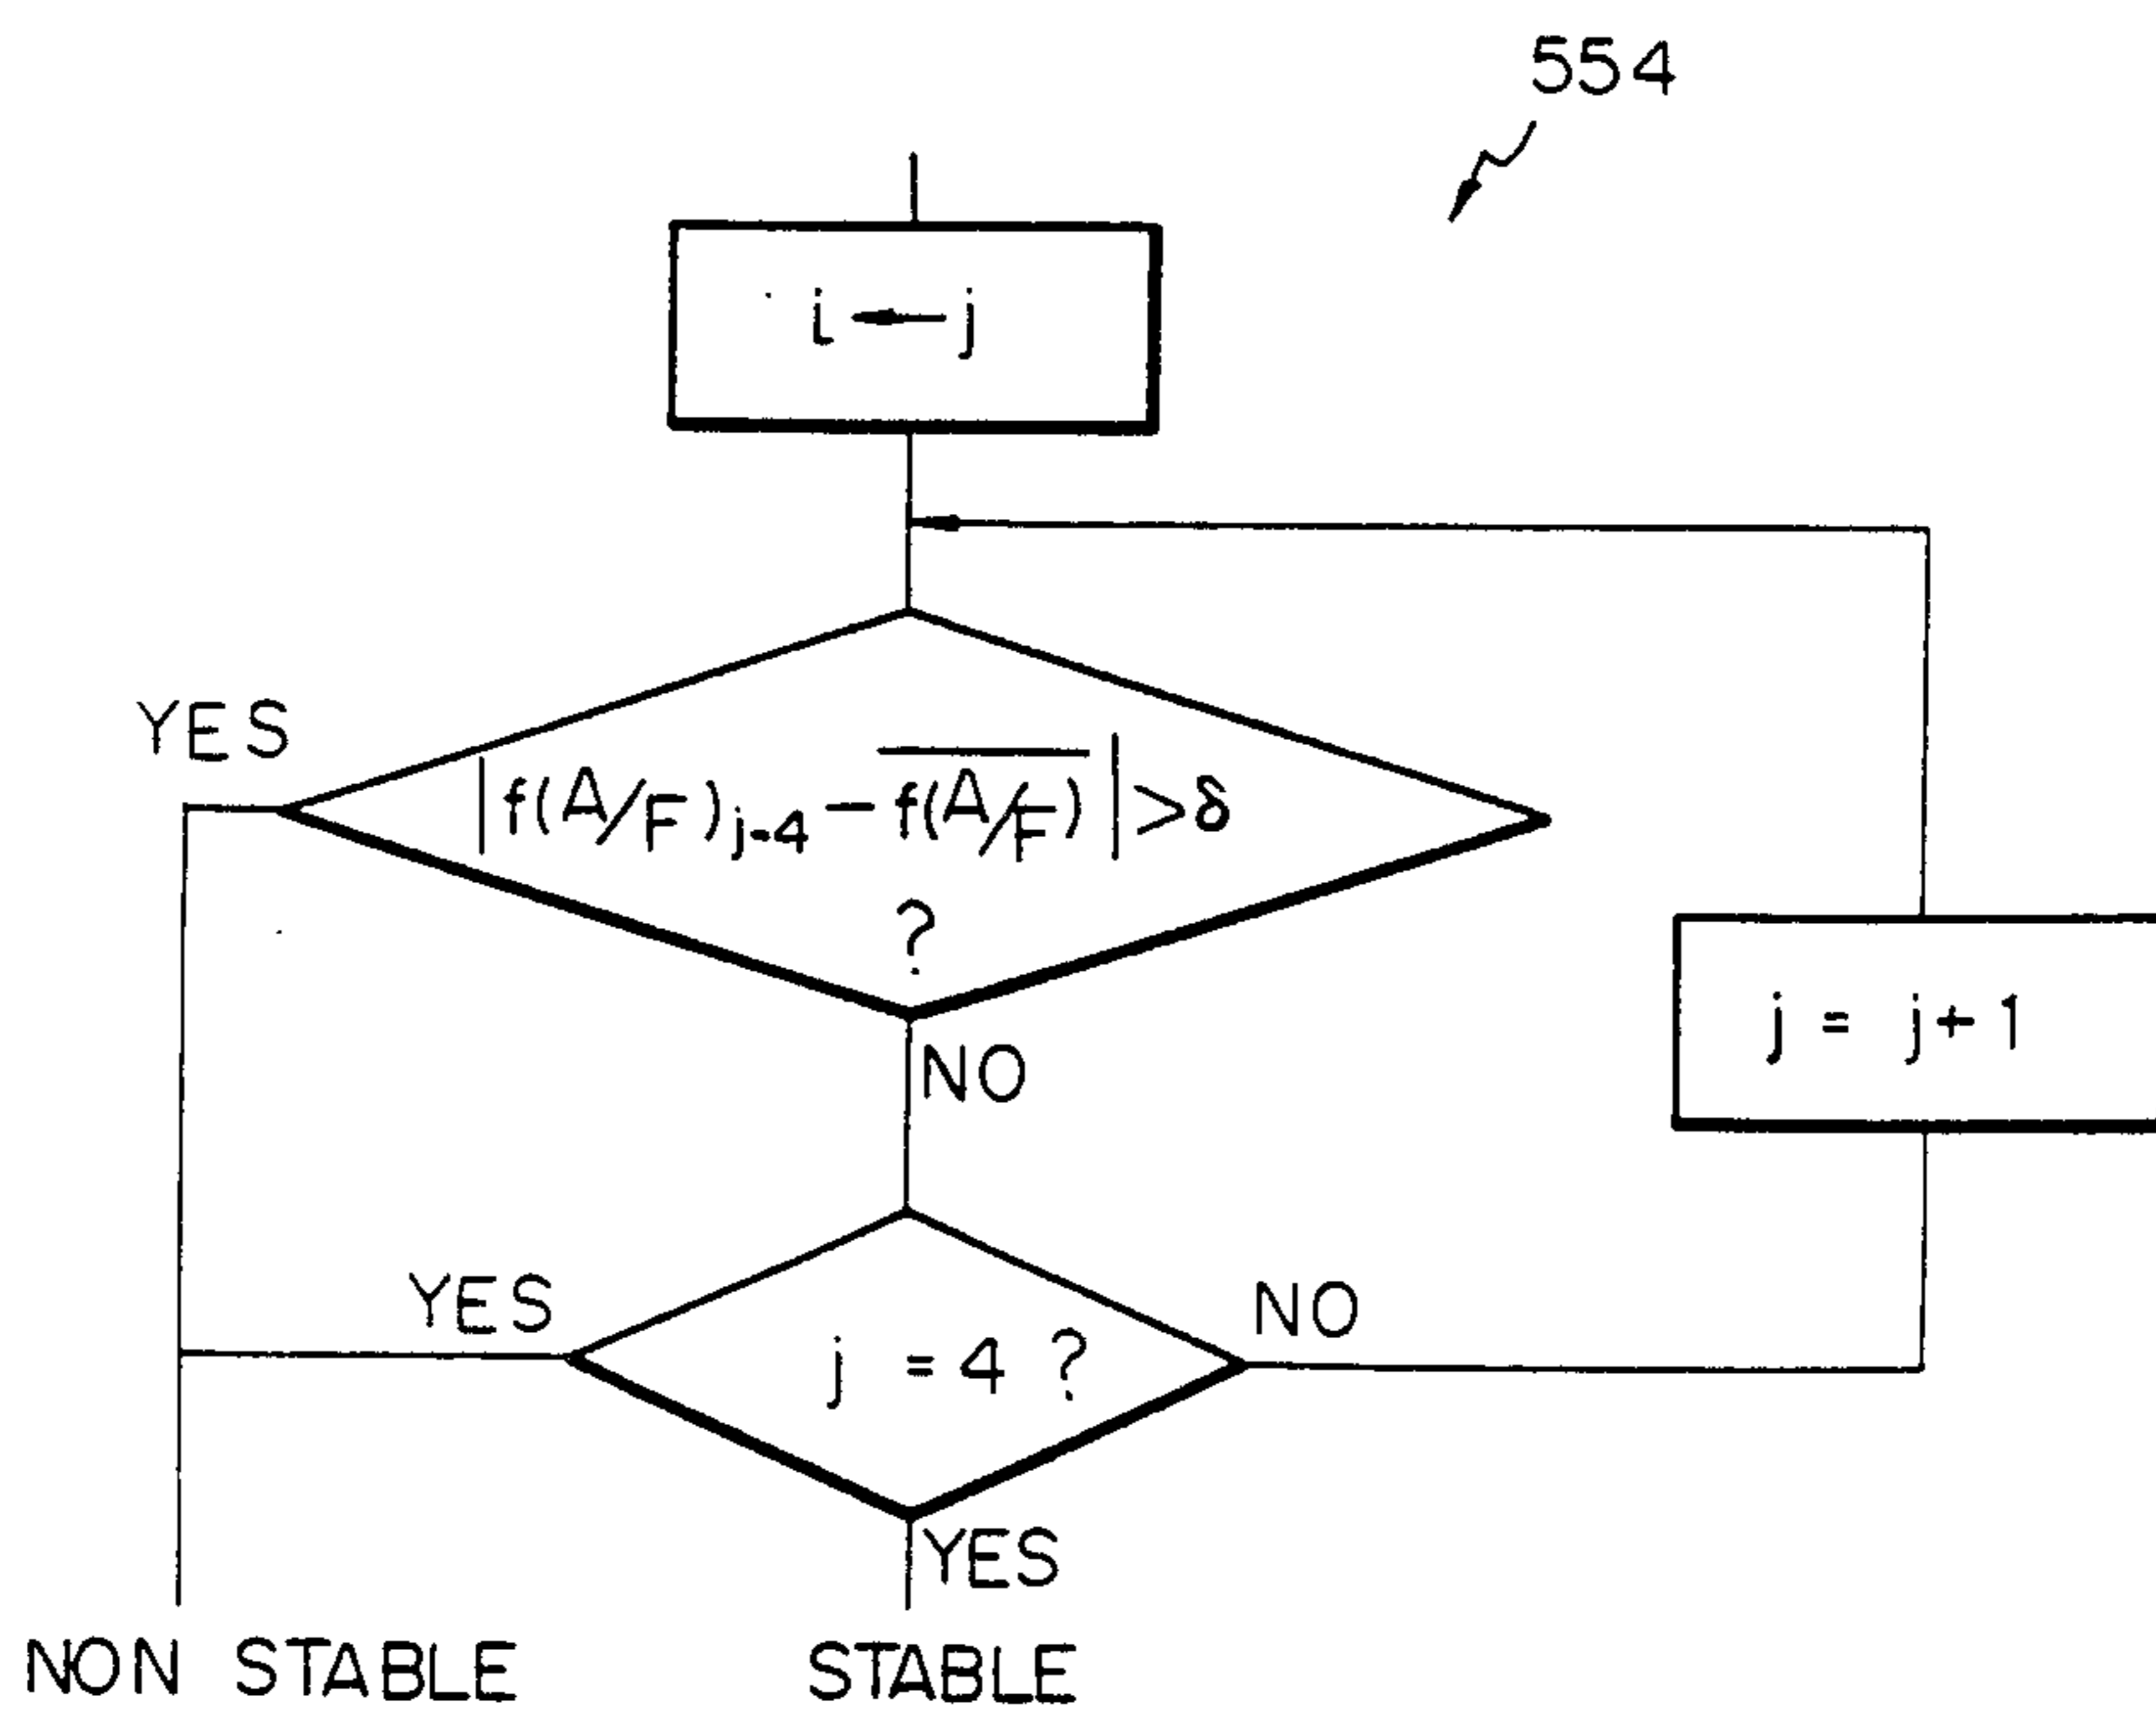 554
i ← j
YES
|f(A/F)j-4 − f(A/F)̅| > δ
?
NO
j = j+1
YES
j = 4 ?
NO
YES
NON STABLE
STABLE